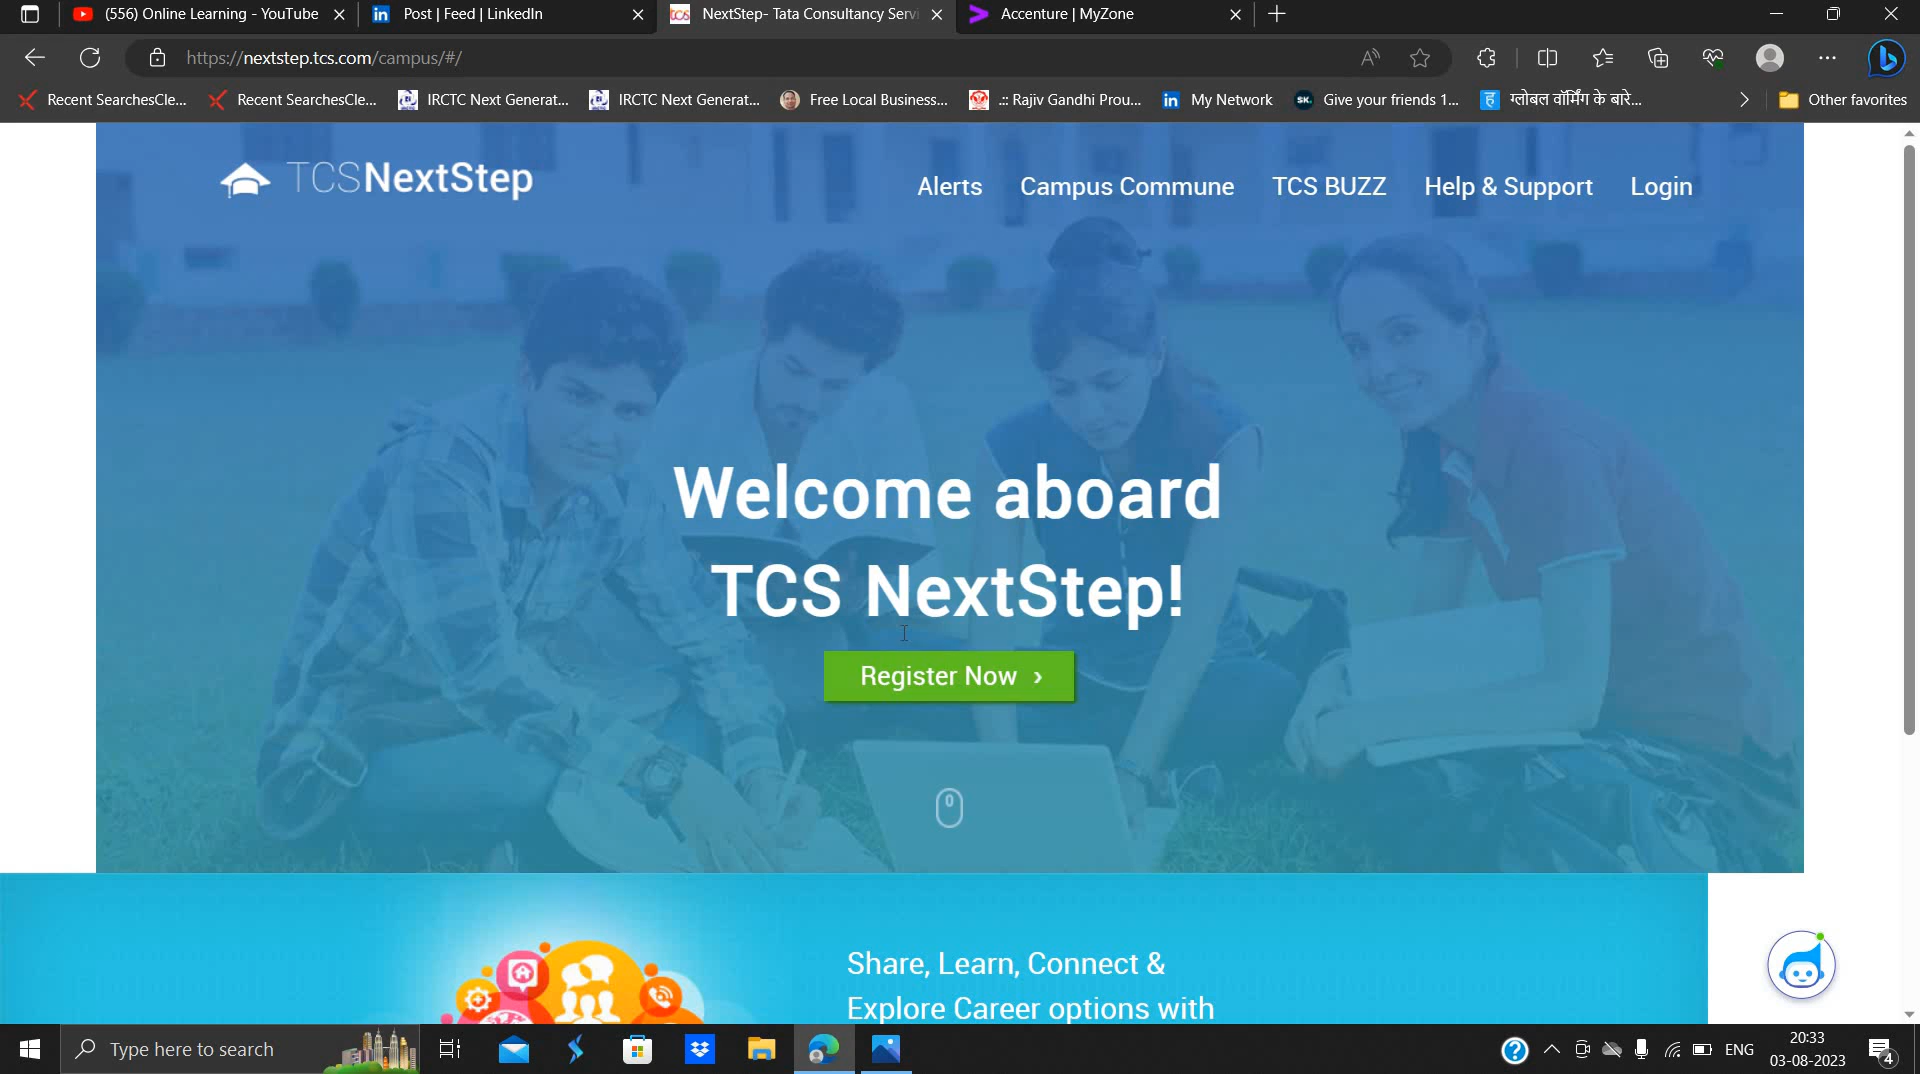 (556) Online Learning - YouTube
Post | Feed | LinkedIn
NextStep- Tata Consultancy Servi
Accenture | MyZone
https://nextstep.tcs.com/campus/#/
Recent SearchesCle...
Recent SearchesCle...
IRCTC Next Generat...
IRCTC Next Generat...
Free Local Business...
.:: Rajiv Gandhi Prou...
My Network
Give your friends 1...
ग्लोबल वॉर्मिंग के बारे...
Other favorites
TCSNextStep
Alerts
Campus Commune
TCS BUZZ
Help & Support
Login
Welcome aboard
TCS NextStep!
Register Now ›
Share, Learn, Connect &
Explore Career options with
Type here to search
ENG
20:33
03-08-2023
4